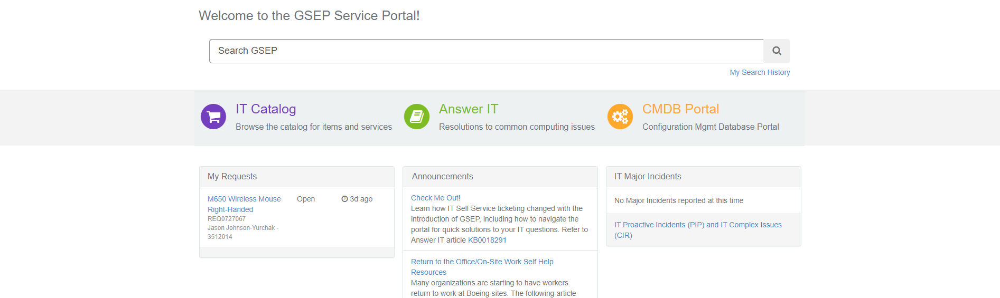 Welcome to the GSEP Service Portal!
Search GSEP
My Search History
IT Catalog
Browse the catalog for items and services
Answer IT
Resolutions to common computing issues
CMDB Portal
Configuration Mgmt Database Portal
My Requests
M650 Wireless Mouse
Right-Handed
Open
3d ago
REQ0727067
Jason Johnson-Yurchak -
3512014
Announcements
Check Me Out!
Learn how IT Self Service ticketing changed with the
introduction of GSEP, including how to navigate the
portal for quick solutions to your IT questions. Refer to
Answer IT article KB0018291
Return to the Office/On-Site Work Self Help
Resources
Many organizations are starting to have workers
return to work at Boeing sites. The following article
IT Major Incidents
No Major Incidents reported at this time
IT Proactive Incidents (PIP) and IT Complex Issues
(CIR)